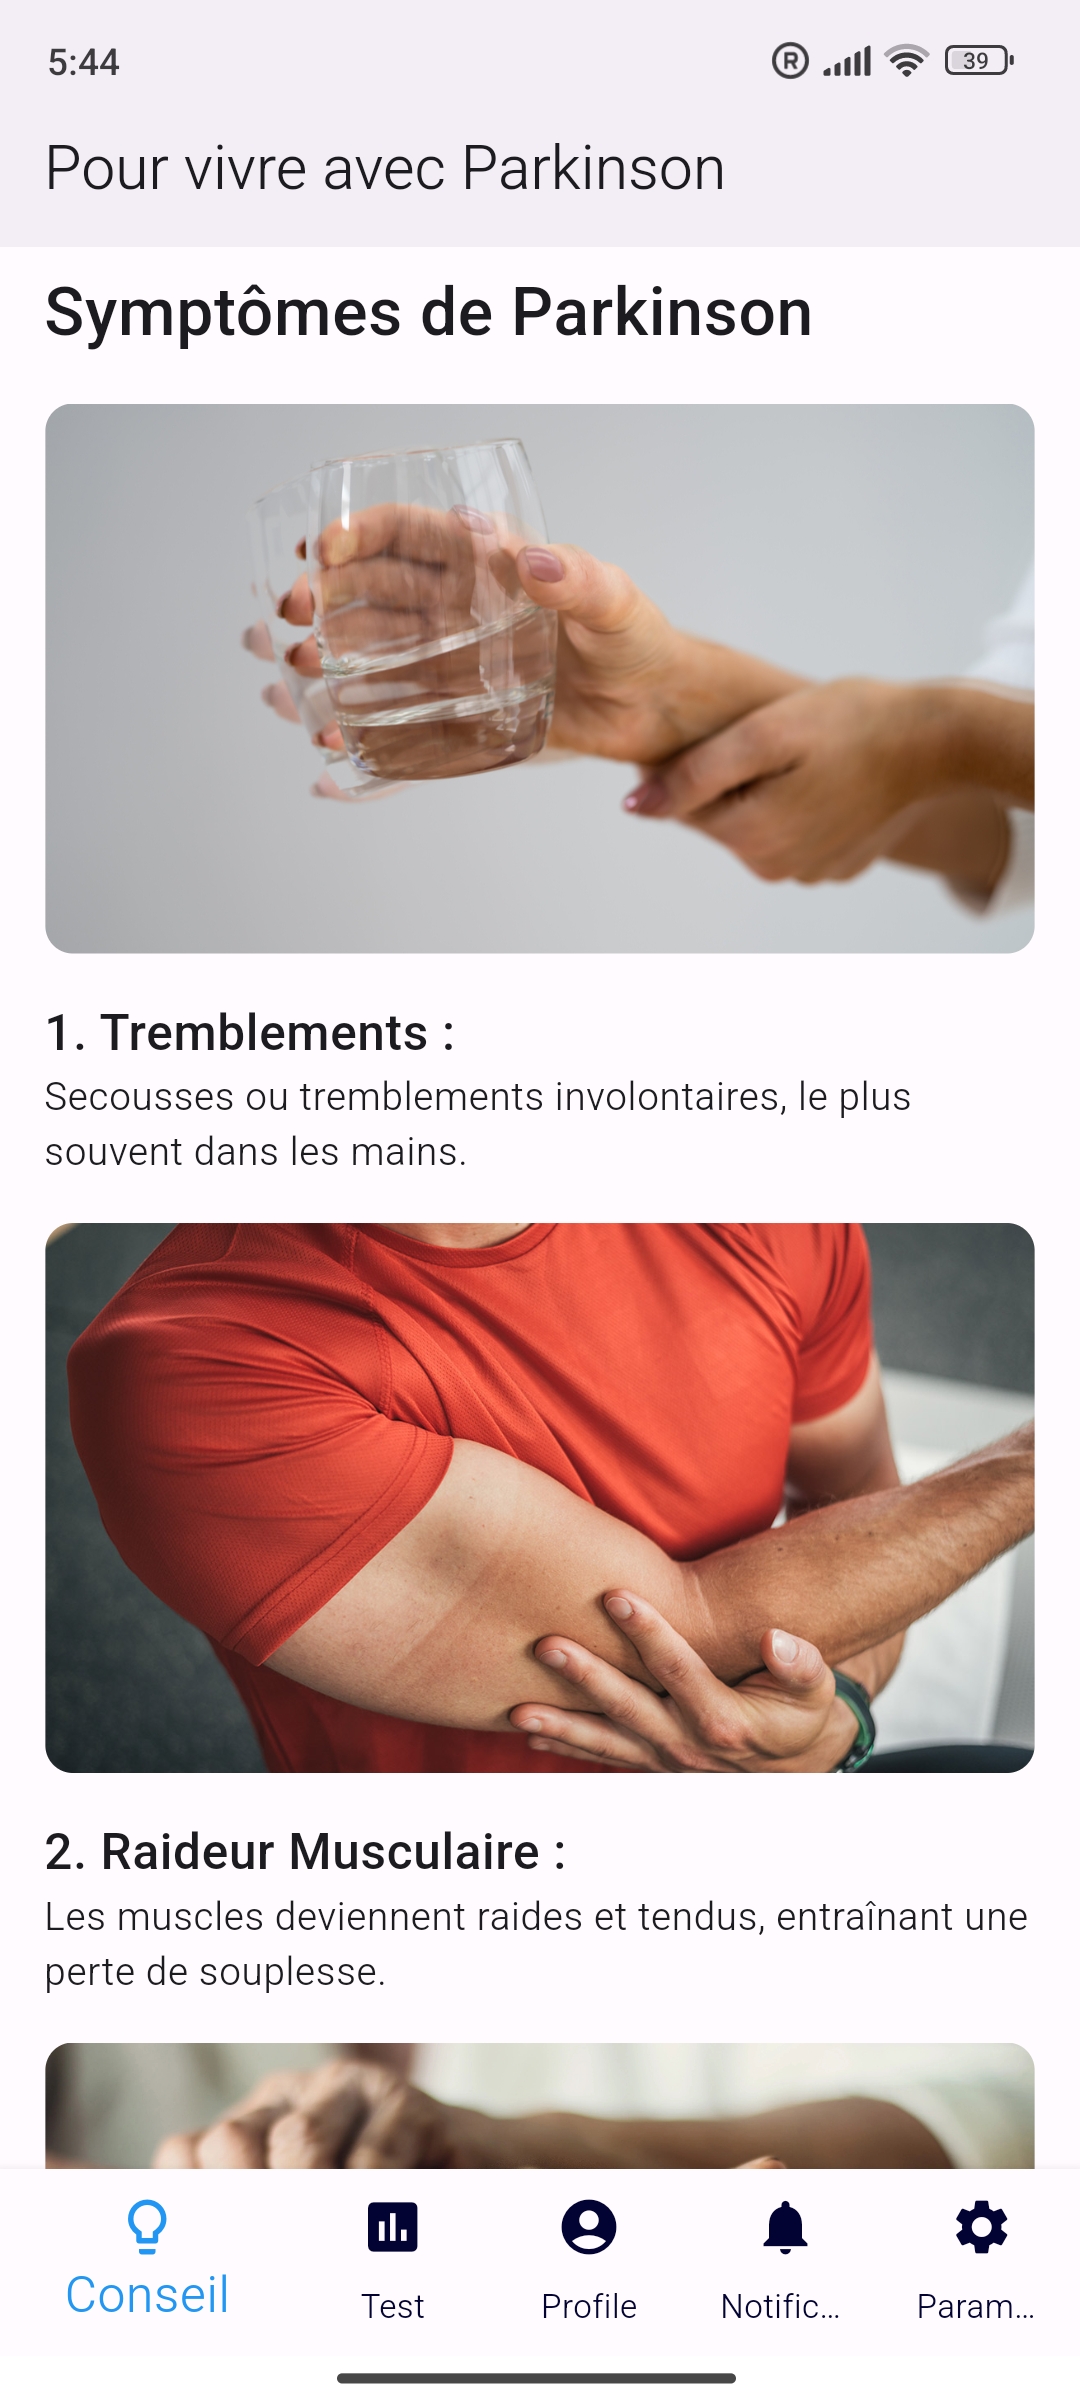 5:44
R
39
Pour vivre avec Parkinson
Symptômes de Parkinson
1. Tremblements :
Secousses ou tremblements involontaires, le plus
souvent dans les mains.
2. Raideur Musculaire :
Les muscles deviennent raides et tendus, entraînant une
perte de souplesse.
Conseil
Test
Profile
Notific...
Param...